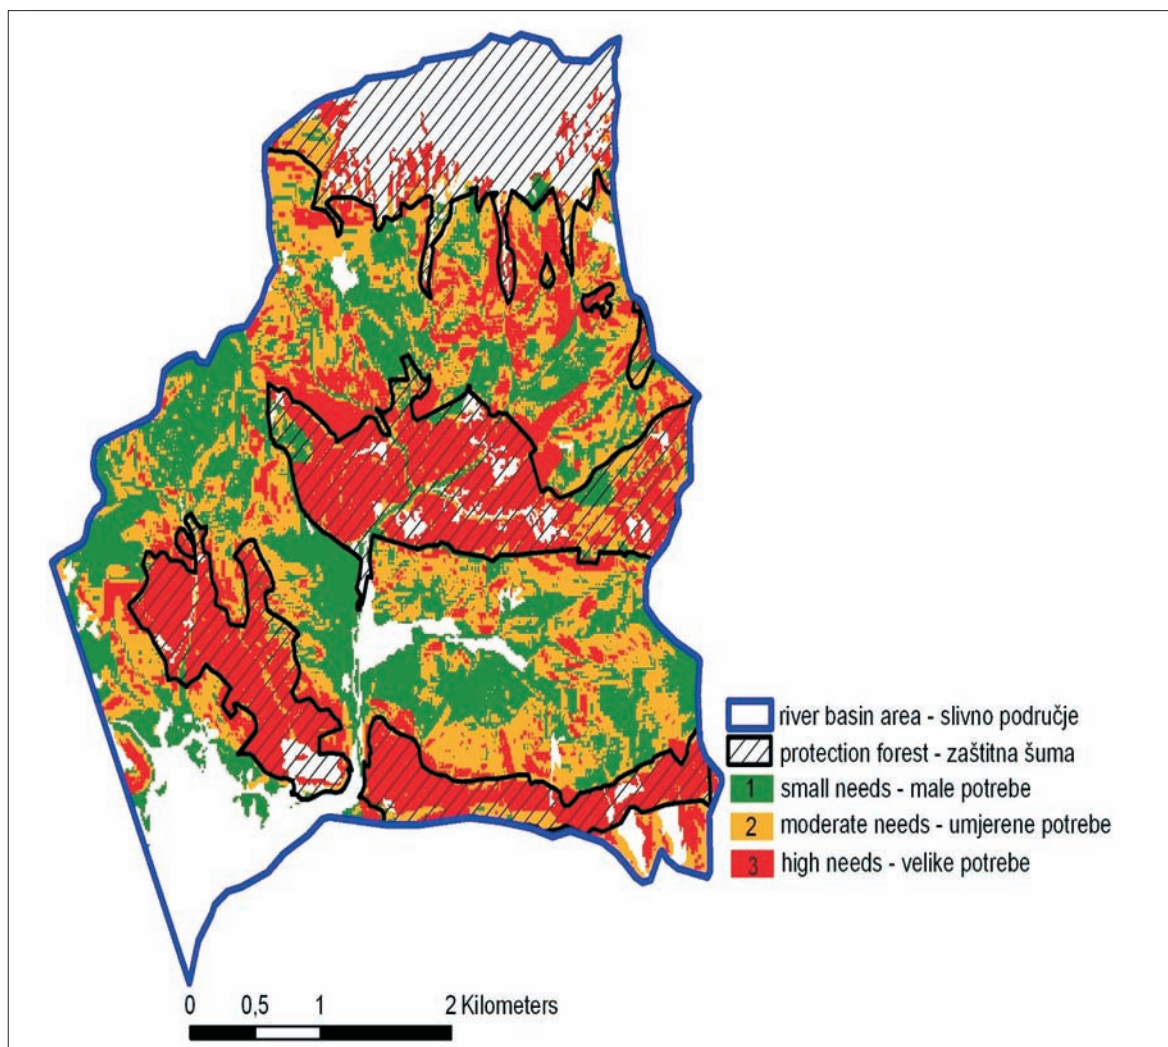 river basin area - slivno područje
protection forest - zaštitna šuma
1 small needs - male potrebe
2 moderate needs - umjerene potrebe
3 high needs - velike potrebe
0 0,5 1 2 Kilometers